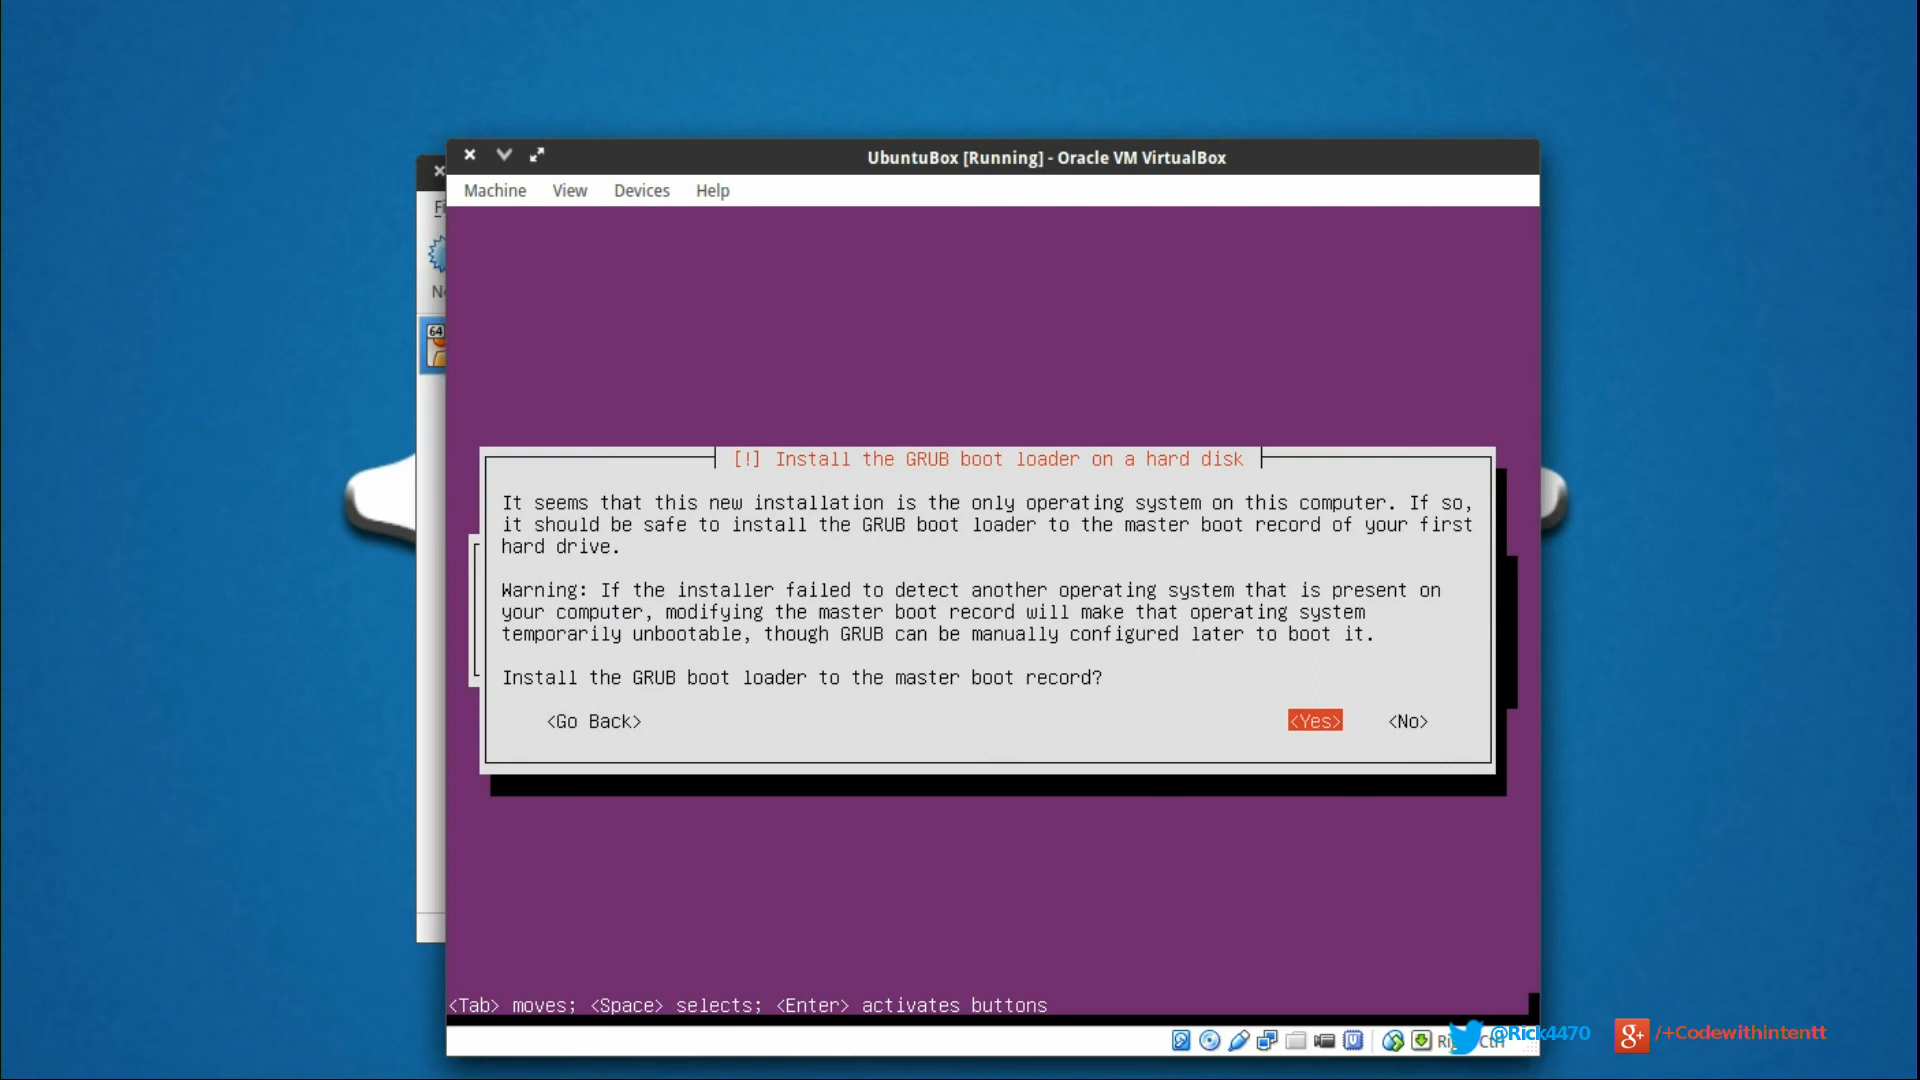 UbuntuBox [Running] - Oracle VM VirtualBox
Machine View Devices Help
64
[!] Install the GRUB boot loader on a hard disk
It seems that this new installation is the only operating system on this computer. If so,
it should be safe to install the GRUB boot loader to the master boot record of your first
hard drive.
Warning: If the installer failed to detect another operating system that is present on
your computer, modifying the master boot record will make that operating system
temporarily unbootable, though GRUB can be manually configured later to boot it.
Install the GRUB boot loader to the master boot record?
<Go Back> <Yes> <No>
<Tab> moves; <Space> selects; <Enter> activates buttons
@Rick4470 g+ /+Codewithintentt